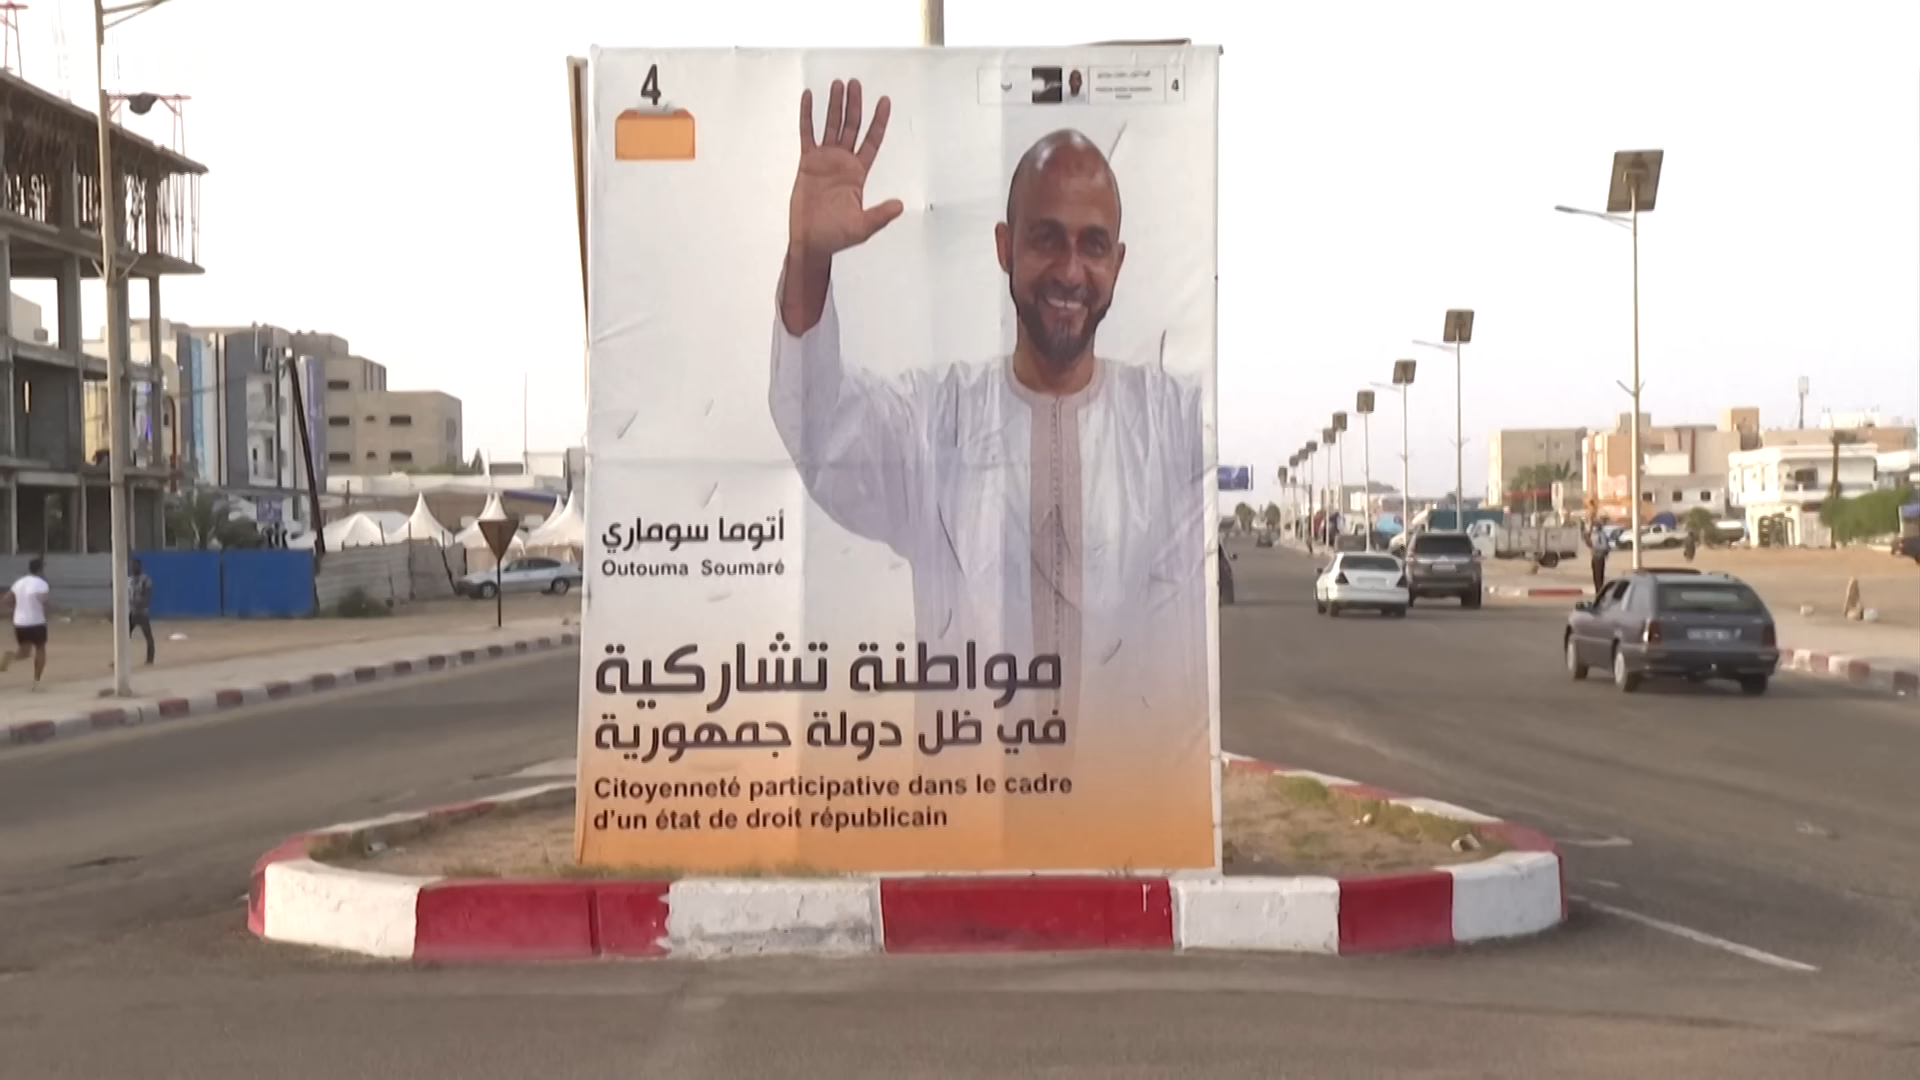 4
4
أتوما سوماري
Outouma Soumaré
مواطنة تشاركية
في ظل دولة جمهورية
Citoyenneté participative dans le cadre
d'un état de droit républicain